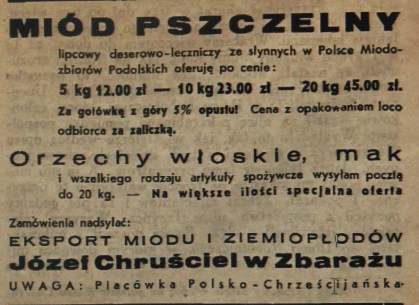 MIÓD PSZCZELNY
lipcowy deserowo-leczniczy ze słynnych w Polsce Miodo-
zbiorów Podolskich oferuję po cenie:
5 kg 12.00 zł — 10 kg 23.00 zł — 20 kg 45.00 zł.
Za gotówkę z góry 5% opustu! Cena z opakowaniem loco
odbiorca za zaliczką.
Orzechy włoskie, mak
i wszelkiego rodzaju artykuły spożywcze wysyłam pocztą
do 20 kg. — Na większe ilości specjalna oferta
Zamówienia nadsyłać:
EKSPORT MIODU I ZIEMIOPŁODÓW
Józef Chruściel w Zbarażu
UWAGA: Placówka Polsko-Chrześcijańska